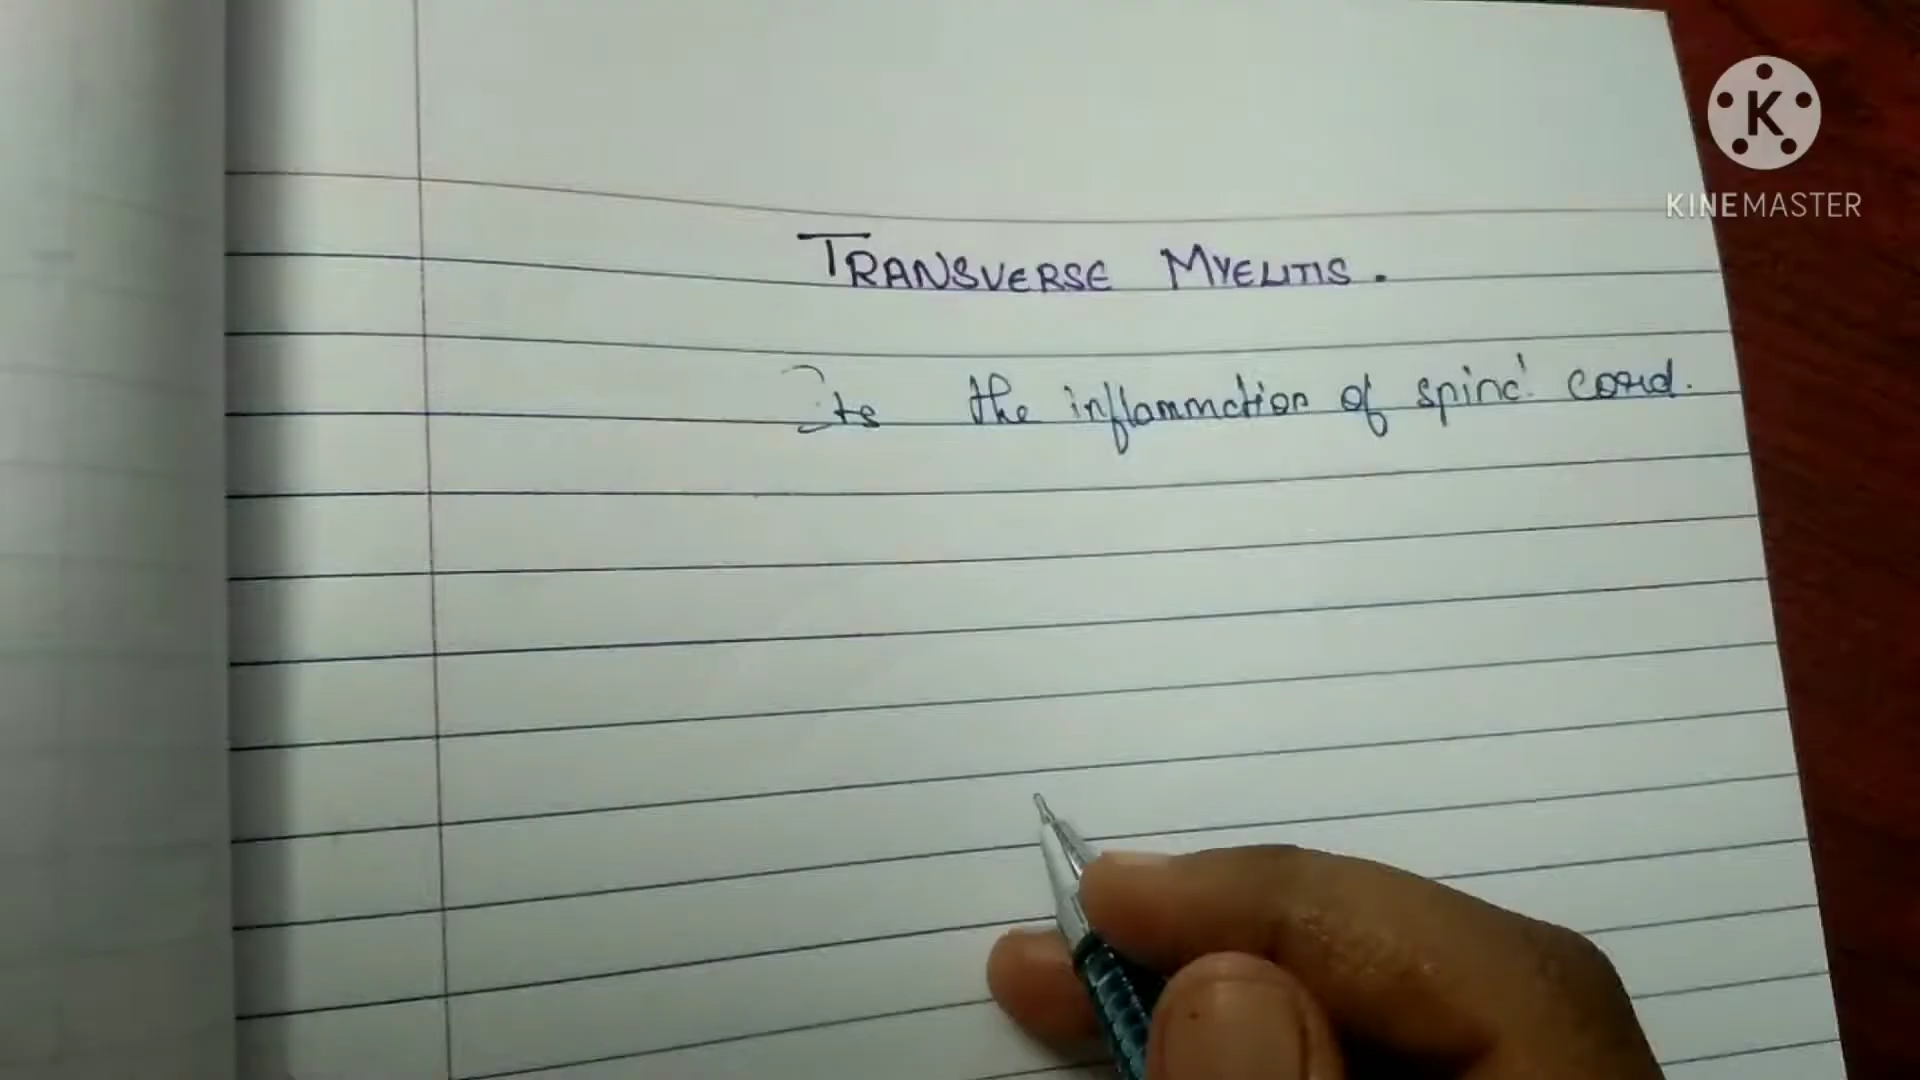 TRANSVERSE MYELITIS.
Its the inflammation of spinal cord.
K
KINEMASTER